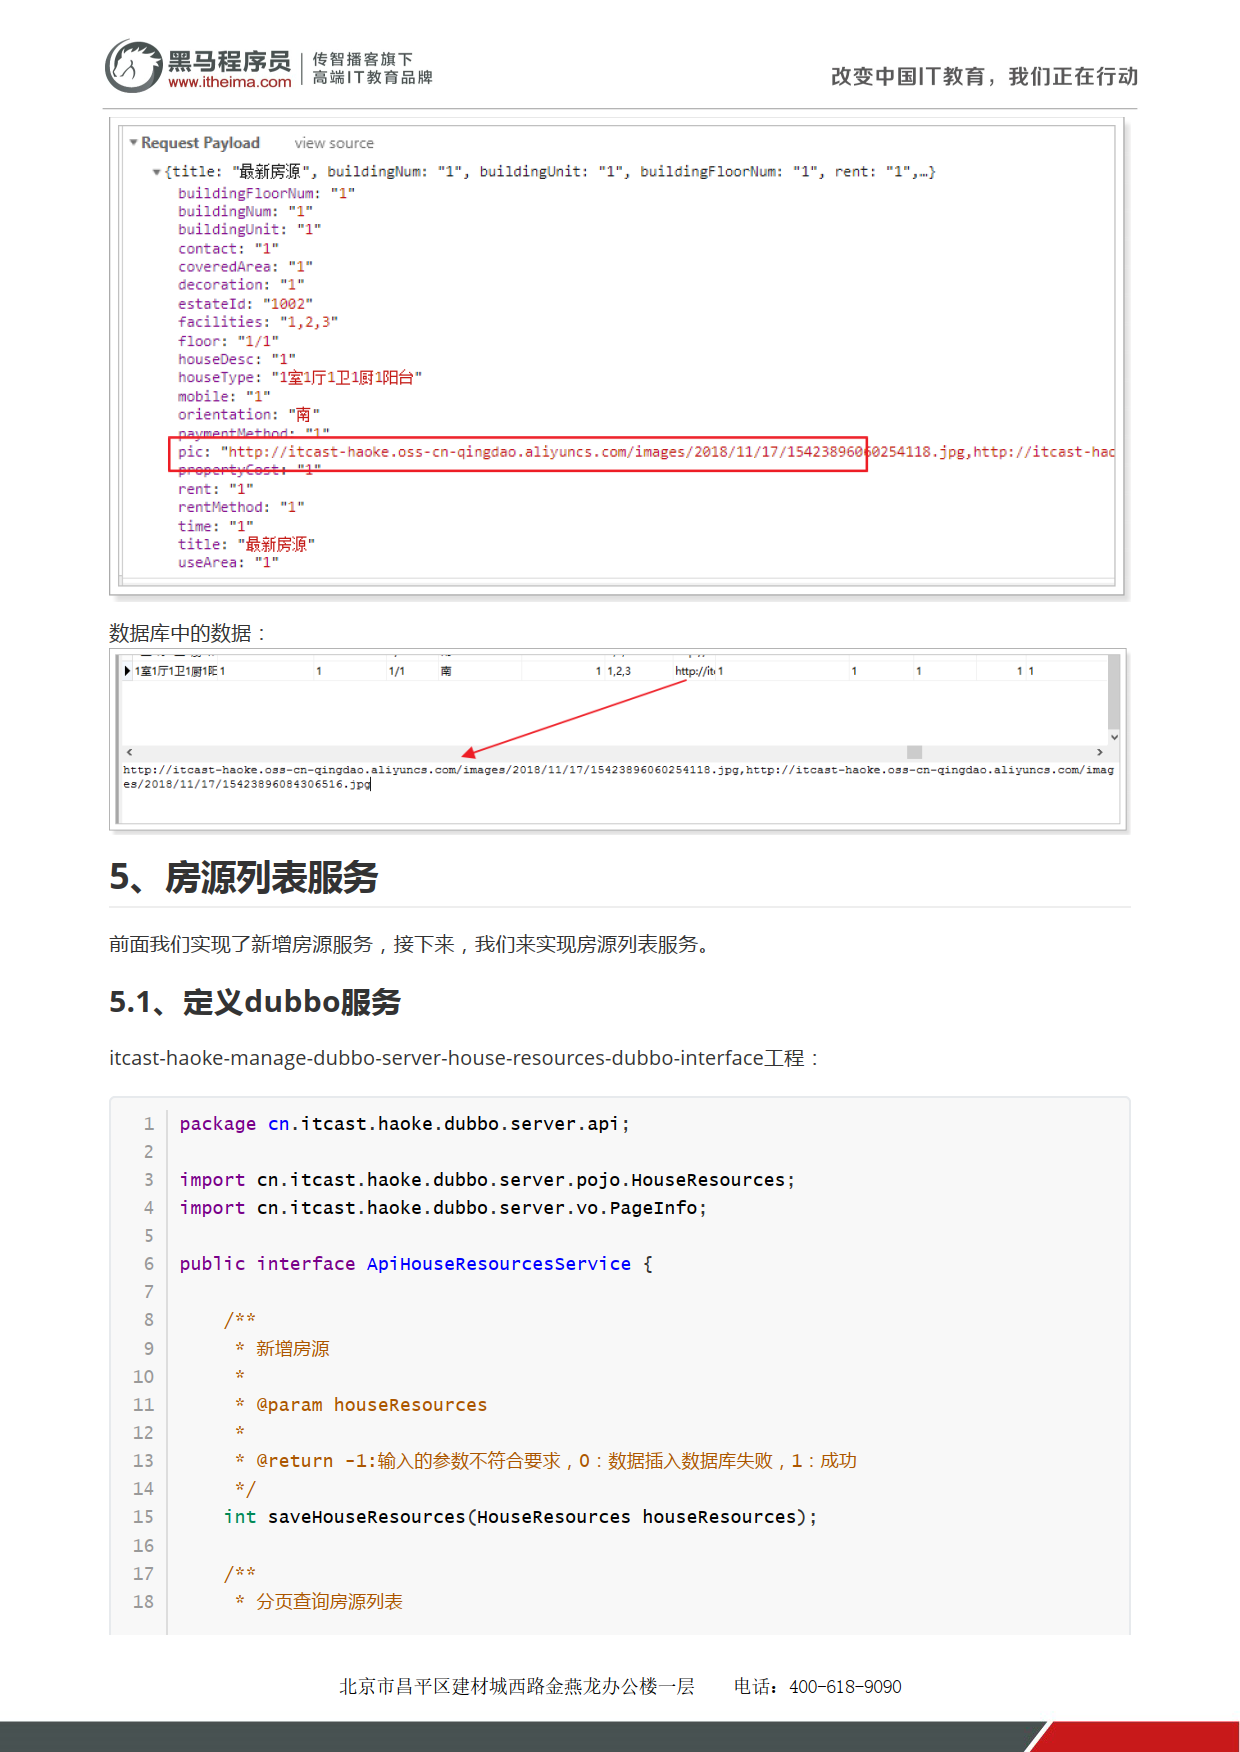 黑马程序员
www.itheima.com
传智播客旗下
高端IT教育品牌
改变中国IT教育，我们正在行动
Request Payload view source
{title: "最新房源", buildingNum: "1", buildingUnit: "1", buildingFloorNum: "1", rent: "1",…}
buildingFloorNum: "1"
buildingNum: "1"
buildingUnit: "1"
contact: "1"
coveredArea: "1"
decoration: "1"
estateId: "1002"
facilities: "1,2,3"
floor: "1/1"
houseDesc: "1"
houseType: "1室1厅1卫1厨1阳台"
mobile: "1"
orientation: "南"
paymentMethod: "1"
pic: "http://itcast-haoke.oss-cn-qingdao.aliyuncs.com/images/2018/11/17/15423896060254118.jpg,http://itcast-hao
propertyCost: "1"
rent: "1"
rentMethod: "1"
time: "1"
title: "最新房源"
useArea: "1"
数据库中的数据：
1室1厅1卫1厨1阳 1 1 1/1 南 1 1,2,3 http://itc 1 1 1 1 1
http://itcast-haoke.oss-cn-qingdao.aliyuncs.com/images/2018/11/17/15423896060254118.jpg,http://itcast-haoke.oss-cn-qingdao.aliyuncs.com/imag
es/2018/11/17/15423896084306516.jpg
5、房源列表服务
前面我们实现了新增房源服务，接下来，我们来实现房源列表服务。
5.1、定义dubbo服务
itcast-haoke-manage-dubbo-server-house-resources-dubbo-interface工程：
1 package cn.itcast.haoke.dubbo.server.api;
2
3 import cn.itcast.haoke.dubbo.server.pojo.HouseResources;
4 import cn.itcast.haoke.dubbo.server.vo.PageInfo;
5
6 public interface ApiHouseResourcesService {
7
8 /**
9 * 新增房源
10 *
11 * @param houseResources
12 *
13 * @return -1:输入的参数不符合要求，0：数据插入数据库失败，1：成功
14 */
15 int saveHouseResources(HouseResources houseResources);
16
17 /**
18 * 分页查询房源列表
北京市昌平区建材城西路金燕龙办公楼一层 电话：400-618-9090